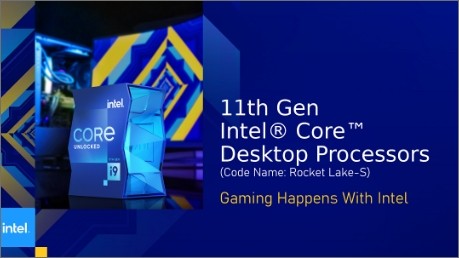 11th Gen
Intel® Core™
Desktop Processors
(Code Name: Rocket Lake-S)
Gaming Happens With Intel
intel.
CORE
UNLOCKED
i9
intel.